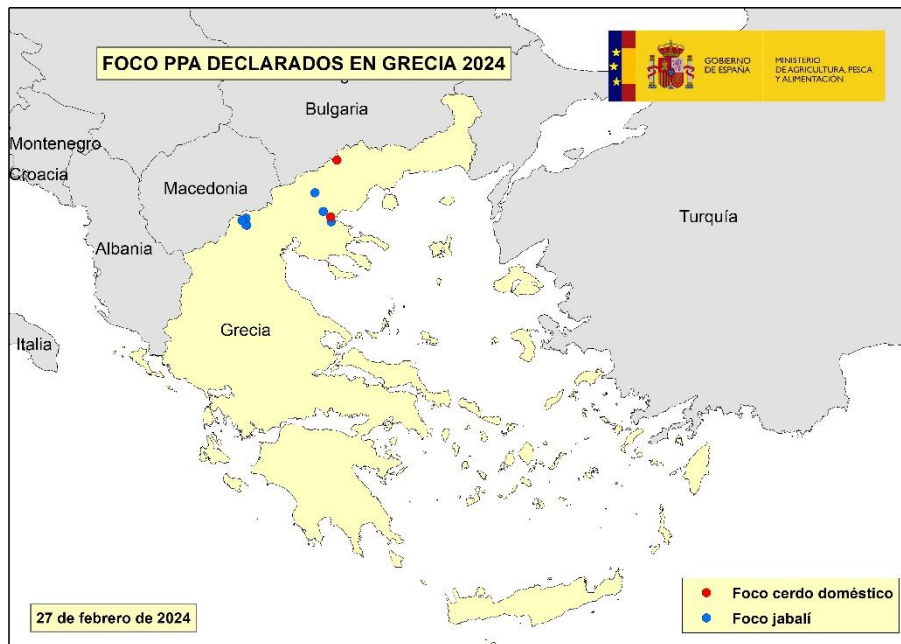 FOCO PPA DECLARADOS EN GRECIA 2024
GOBIERNO
DE ESPAÑA
MINISTERIO
DE AGRICULTURA, PESCA
Y ALIMENTACIÓN
Bulgaria
Montenegro
Croacia
Macedonia
Albania
Turquía
Italia
Grecia
27 de febrero de 2024
Foco cerdo doméstico
Foco jabalí